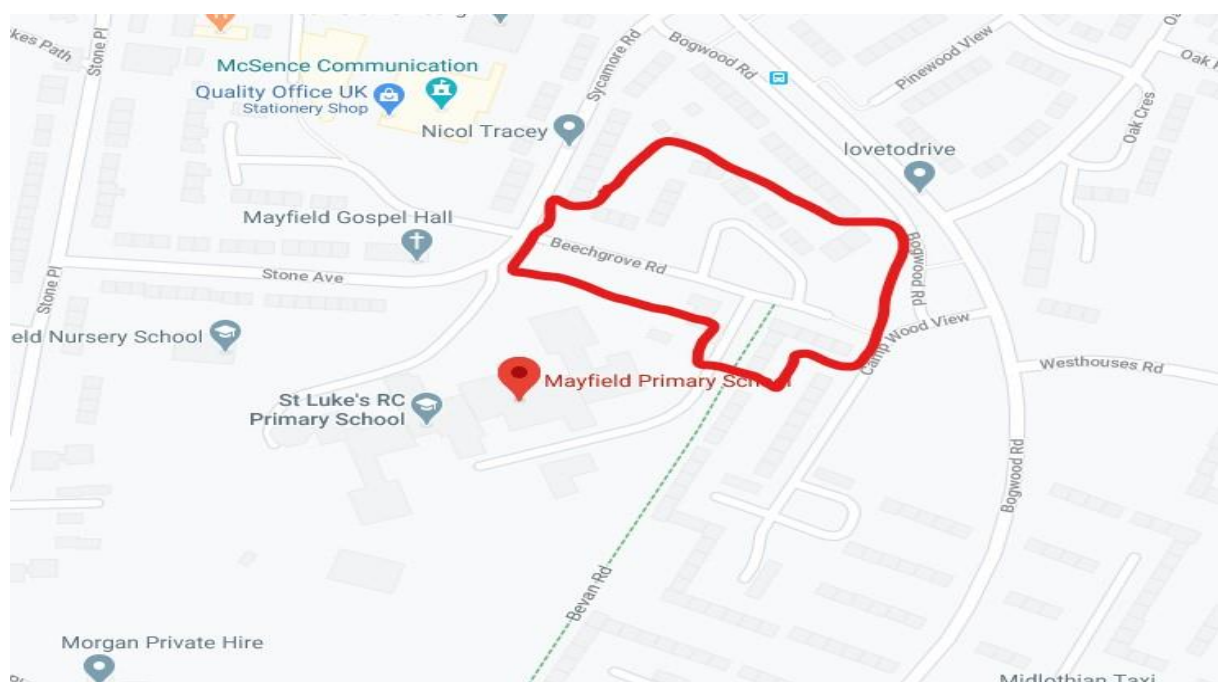 kes Path
Stone Pl
McSence Communication
Quality Office UK
Stationery Shop
Nicol Tracey
Sycamore Rd
Bogwood Rd
Pinewood View
Oak Cres
lovetodrive
Mayfield Gospel Hall
Stone Ave
Beechgrove Rd
Bogwood Rd
Stone Pl
eld Nursery School
Camp Wood View
Westhouses Rd
Mayfield Primary School
St Luke's RC
Primary School
Bogwood Rd
Bevan Rd
Morgan Private Hire
Midlothian Taxi